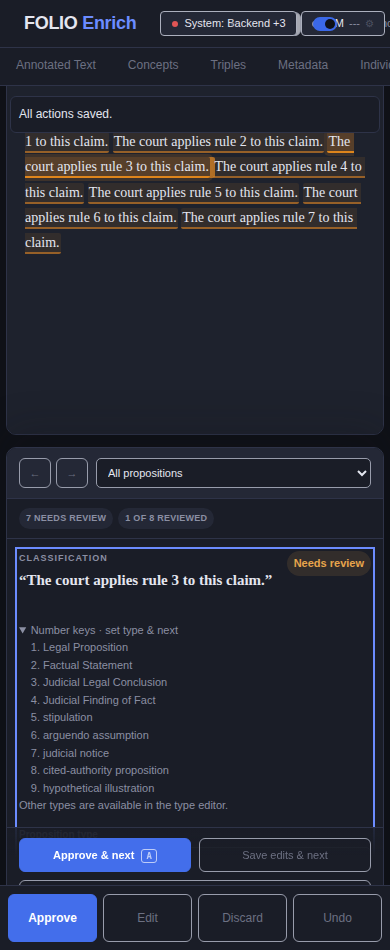 FOLIO Enrich
System: Backend +3
M --- 
Annotated Text
Concepts
Triples
Metadata
All actions saved.
1 to this claim. The court applies rule 2 to this claim. The
court applies rule 3 to this claim. The court applies rule 4 to
this claim. The court applies rule 5 to this claim. The court
applies rule 6 to this claim. The court applies rule 7 to this
claim.
← → All propositions
7 NEEDS REVIEW 1 OF 8 REVIEWED
CLASSIFICATION
Needs review
“The court applies rule 3 to this claim.”
▼ Number keys · set type & next
1. Legal Proposition
2. Factual Statement
3. Judicial Legal Conclusion
4. Judicial Finding of Fact
5. stipulation
6. arguendo assumption
7. judicial notice
8. cited-authority proposition
9. hypothetical illustration
Other types are available in the type editor.
Approve & next A
Save edits & next
Approve
Edit
Discard
Undo